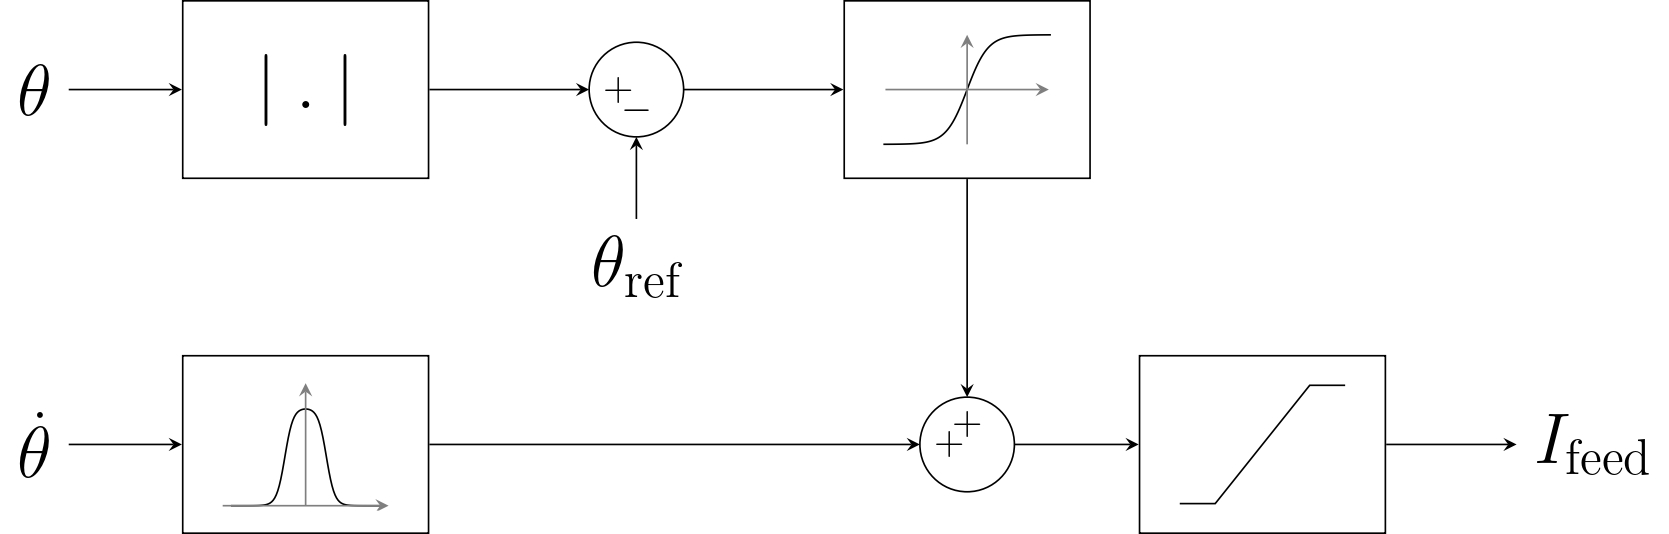 θ
| . |
+
−
θref
θ̇
+
+
Ifeed